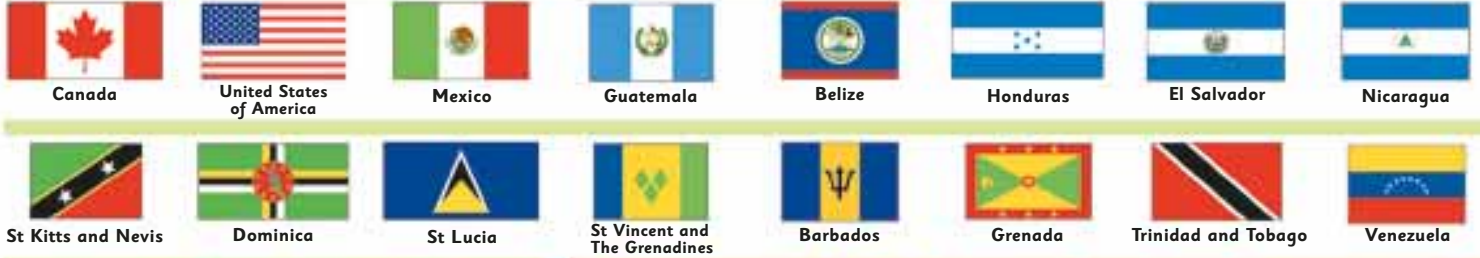 Canada
United States
of America
Mexico
Guatemala
Belize
Honduras
El Salvador
Nicaragua
St Kitts and Nevis
Dominica
St Lucia
St Vincent and
The Grenadines
Barbados
Grenada
Trinidad and Tobago
Venezuela